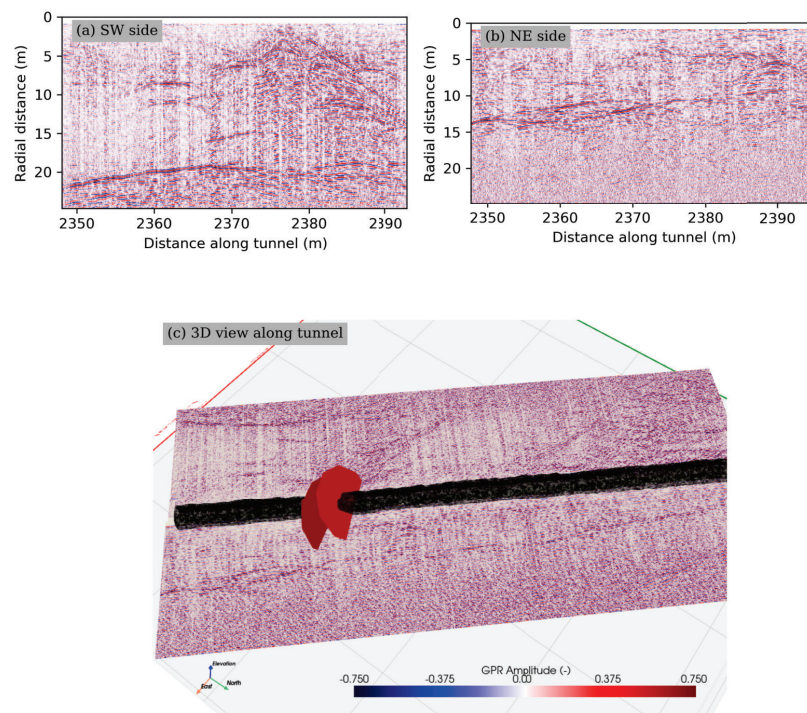 (a) SW side
0
5
10
15
20
Radial distance (m)
2350 2360 2370 2380 2390
Distance along tunnel (m)
(b) NE side
0
5
10
15
20
Radial distance (m)
2350 2360 2370 2380 2390
Distance along tunnel (m)
(c) 3D view along tunnel
Elevation
East
North
GPR Amplitude (-)
-0.750 -0.375 0.00 0.375 0.750